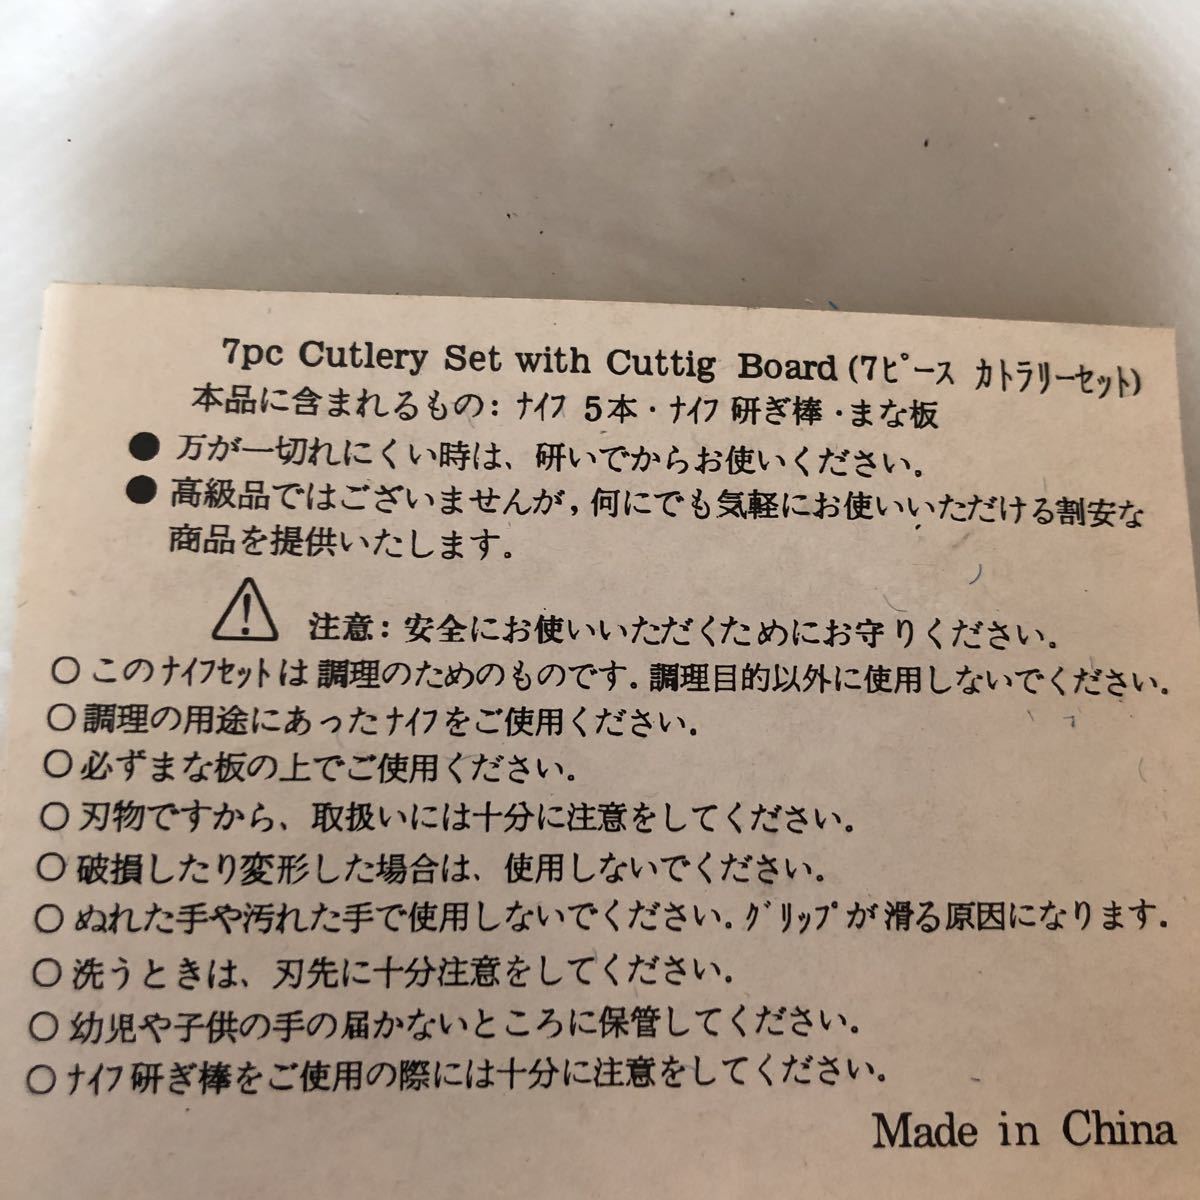 7pc Cutlery Set with Cuttig Board (7ﾋﾟｰｽ ｶﾄﾗﾘｰｾｯﾄ)
本品に含まれるもの: ﾅｲﾌ 5本・ﾅｲﾌ 研ぎ棒・まな板
● 万が一切れにくい時は、研いでからお使いください。
● 高級品ではございませんが, 何にでも気軽にお使いいただける割安な
商品を提供いたします。
⚠ 注意: 安全にお使いいただくためにお守りください。
○ このﾅｲﾌｾｯﾄは調理のためのものです. 調理目的以外に使用しないでください。
○ 調理の用途にあったﾅｲﾌをご使用ください。
○ 必ずまな板の上でご使用ください。
○ 刃物ですから、取扱いには十分に注意をしてください。
○ 破損したり変形した場合は、使用しないでください。
○ ぬれた手や汚れた手で使用しないでください. ｸﾞﾘｯﾌﾟが滑る原因になります.
○ 洗うときは、刃先に十分注意をしてください。
○ 幼児や子供の手の届かないところに保管してください。
○ ﾅｲﾌ研ぎ棒をご使用の際には十分に注意をしてください。
Made in China